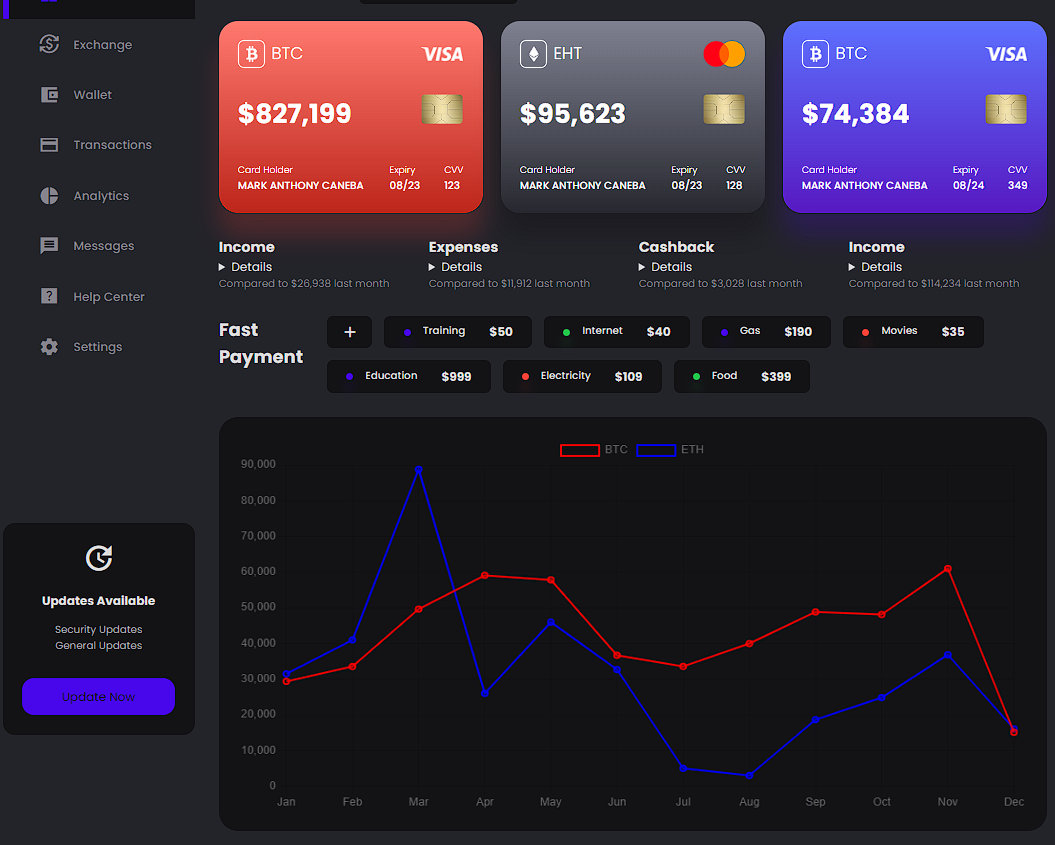 Exchange
Wallet
Transactions
Analytics
Messages
Help Center
Settings
Updates Available
Security Updates
General Updates
Update Now
BTC VISA
$827,199
Card Holder Expiry CVV
MARK ANTHONY CANEBA 08/23 123
EHT
$95,623
Card Holder Expiry CVV
MARK ANTHONY CANEBA 08/23 128
BTC VISA
$74,384
Card Holder Expiry CVV
MARK ANTHONY CANEBA 08/24 349
Income
Details
Compared to $26,938 last month
Expenses
Details
Compared to $11,912 last month
Cashback
Details
Compared to $3,028 last month
Income
Details
Compared to $114,234 last month
Fast
Payment
+ Training $50 Internet $40 Gas $190 Movies $35
Education $999 Electricity $109 Food $399
BTC ETH
90,000
80,000
70,000
60,000
50,000
40,000
30,000
20,000
10,000
0
Jan Feb Mar Apr May Jun Jul Aug Sep Oct Nov Dec